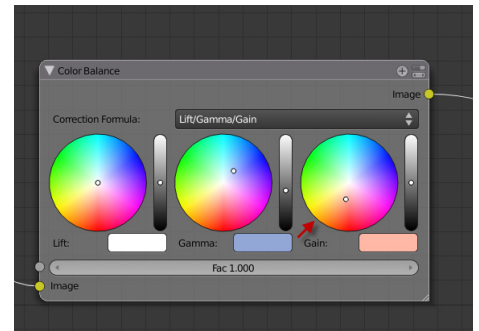 Color Balance
Image
Correction Formula: Lift/Gamma/Gain
Lift: Gamma: Gain:
Fac 1.000
Image